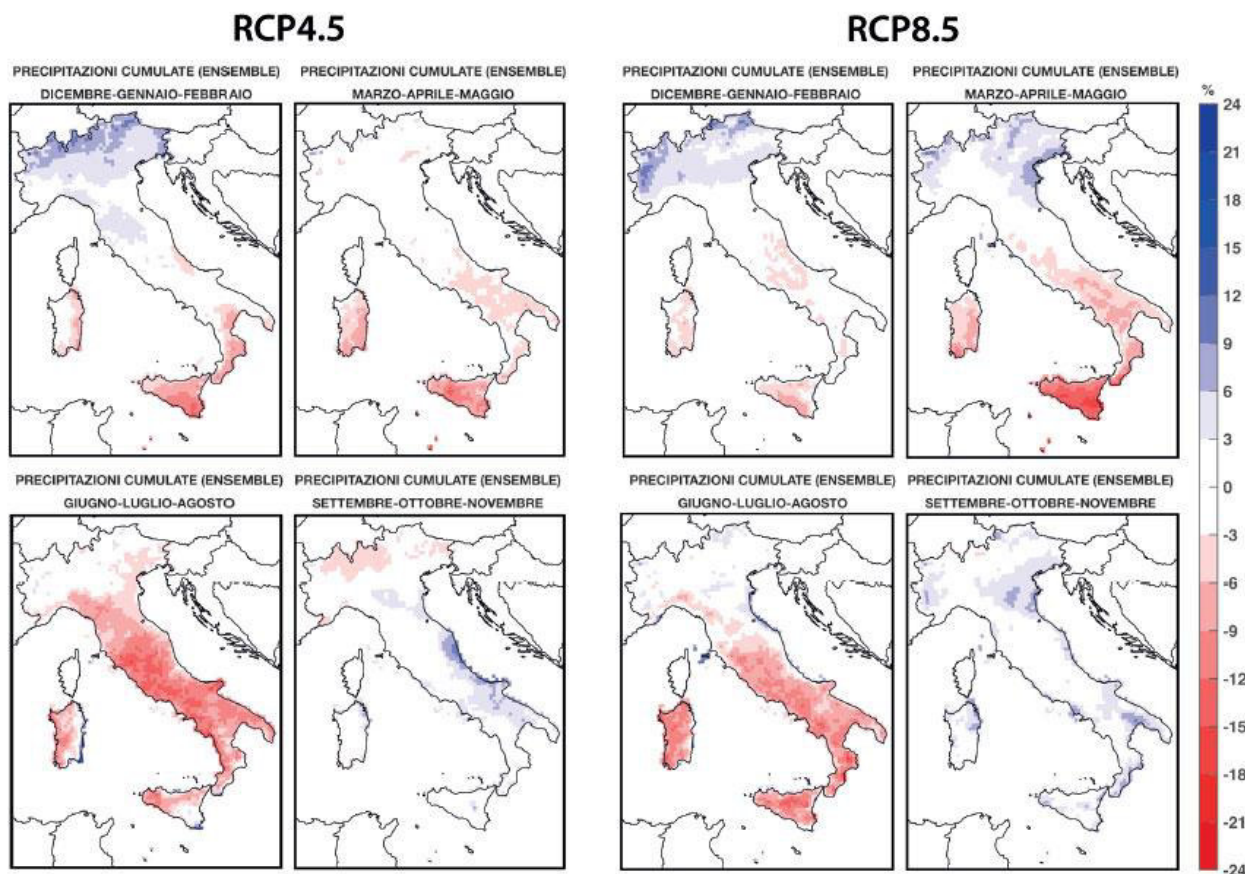 RCP4.5
RCP8.5
PRECIPITAZIONI CUMULATE (ENSEMBLE)
DICEMBRE-GENNAIO-FEBBRAIO
PRECIPITAZIONI CUMULATE (ENSEMBLE)
MARZO-APRILE-MAGGIO
PRECIPITAZIONI CUMULATE (ENSEMBLE)
DICEMBRE-GENNAIO-FEBBRAIO
PRECIPITAZIONI CUMULATE (ENSEMBLE)
MARZO-APRILE-MAGGIO
PRECIPITAZIONI CUMULATE (ENSEMBLE)
GIUGNO-LUGLIO-AGOSTO
PRECIPITAZIONI CUMULATE (ENSEMBLE)
SETTEMBRE-OTTOBRE-NOVEMBRE
PRECIPITAZIONI CUMULATE (ENSEMBLE)
GIUGNO-LUGLIO-AGOSTO
PRECIPITAZIONI CUMULATE (ENSEMBLE)
SETTEMBRE-OTTOBRE-NOVEMBRE
%
24
21
18
15
12
9
6
3
0
-3
-6
-9
-12
-15
-18
-21
-24